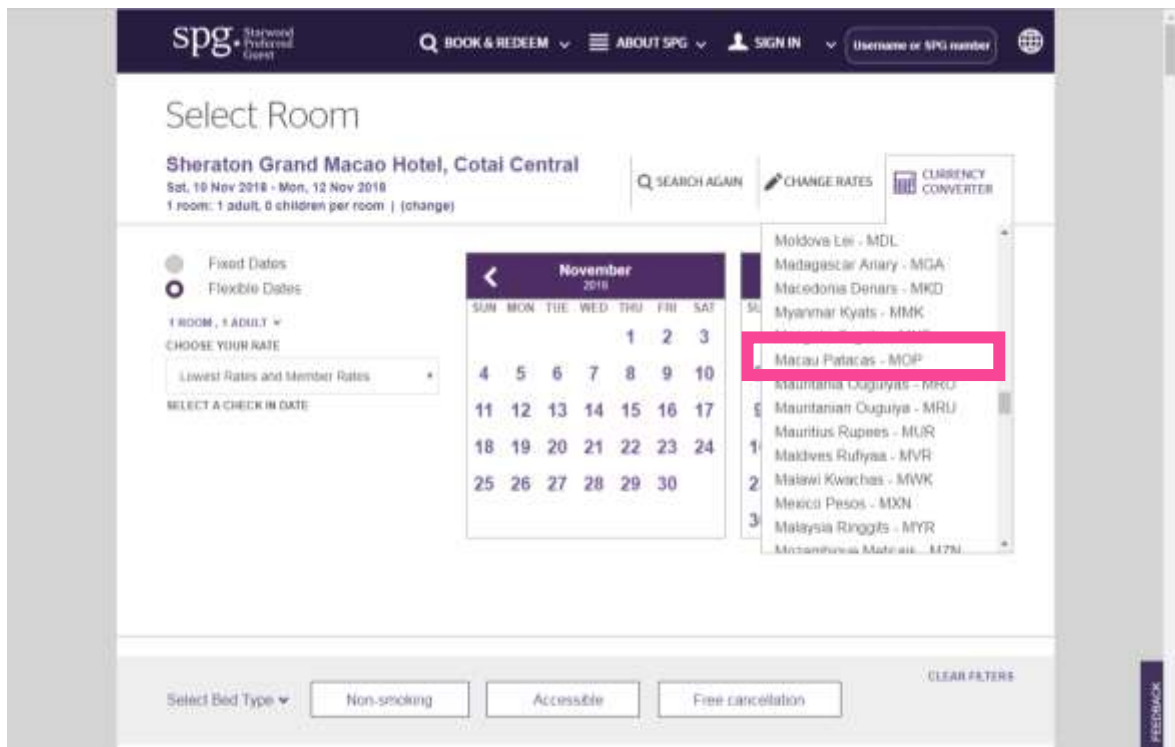 spg. Starwood Preferred Guest
BOOK & REDEEM ABOUT SPG SIGN IN Username or SPG number
Select Room
Sheraton Grand Macao Hotel, Cotai Central
Sat, 10 Nov 2018 - Mon, 12 Nov 2018
1 room: 1 adult, 0 children per room | (change)
SEARCH AGAIN CHANGE RATES CURRENCY CONVERTER
Fixed Dates
Flexible Dates
1 ROOM, 1 ADULT
CHOOSE YOUR RATE
Lowest Rates and Member Rates
SELECT A CHECK IN DATE
November
2018
SUN MON TUE WED THU FRI SAT
1 2 3
4 5 6 7 8 9 10
11 12 13 14 15 16 17
18 19 20 21 22 23 24
25 26 27 28 29 30
Moldova Lei - MDL
Madagascar Ariary - MGA
Macedonia Denars - MKD
Myanmar Kyats - MMK
Macau Patacas - MOP
Mauritania Ouguiyas - MRO
Mauritanian Ouguiya - MRU
Mauritius Rupees - MUR
Maldives Rufiyaa - MVR
Malawi Kwachas - MWK
Mexico Pesos - MXN
Malaysia Ringgits - MYR
CLEAR FILTERS
Select Bed Type Non-smoking Accessible Free cancellation
FEEDBACK